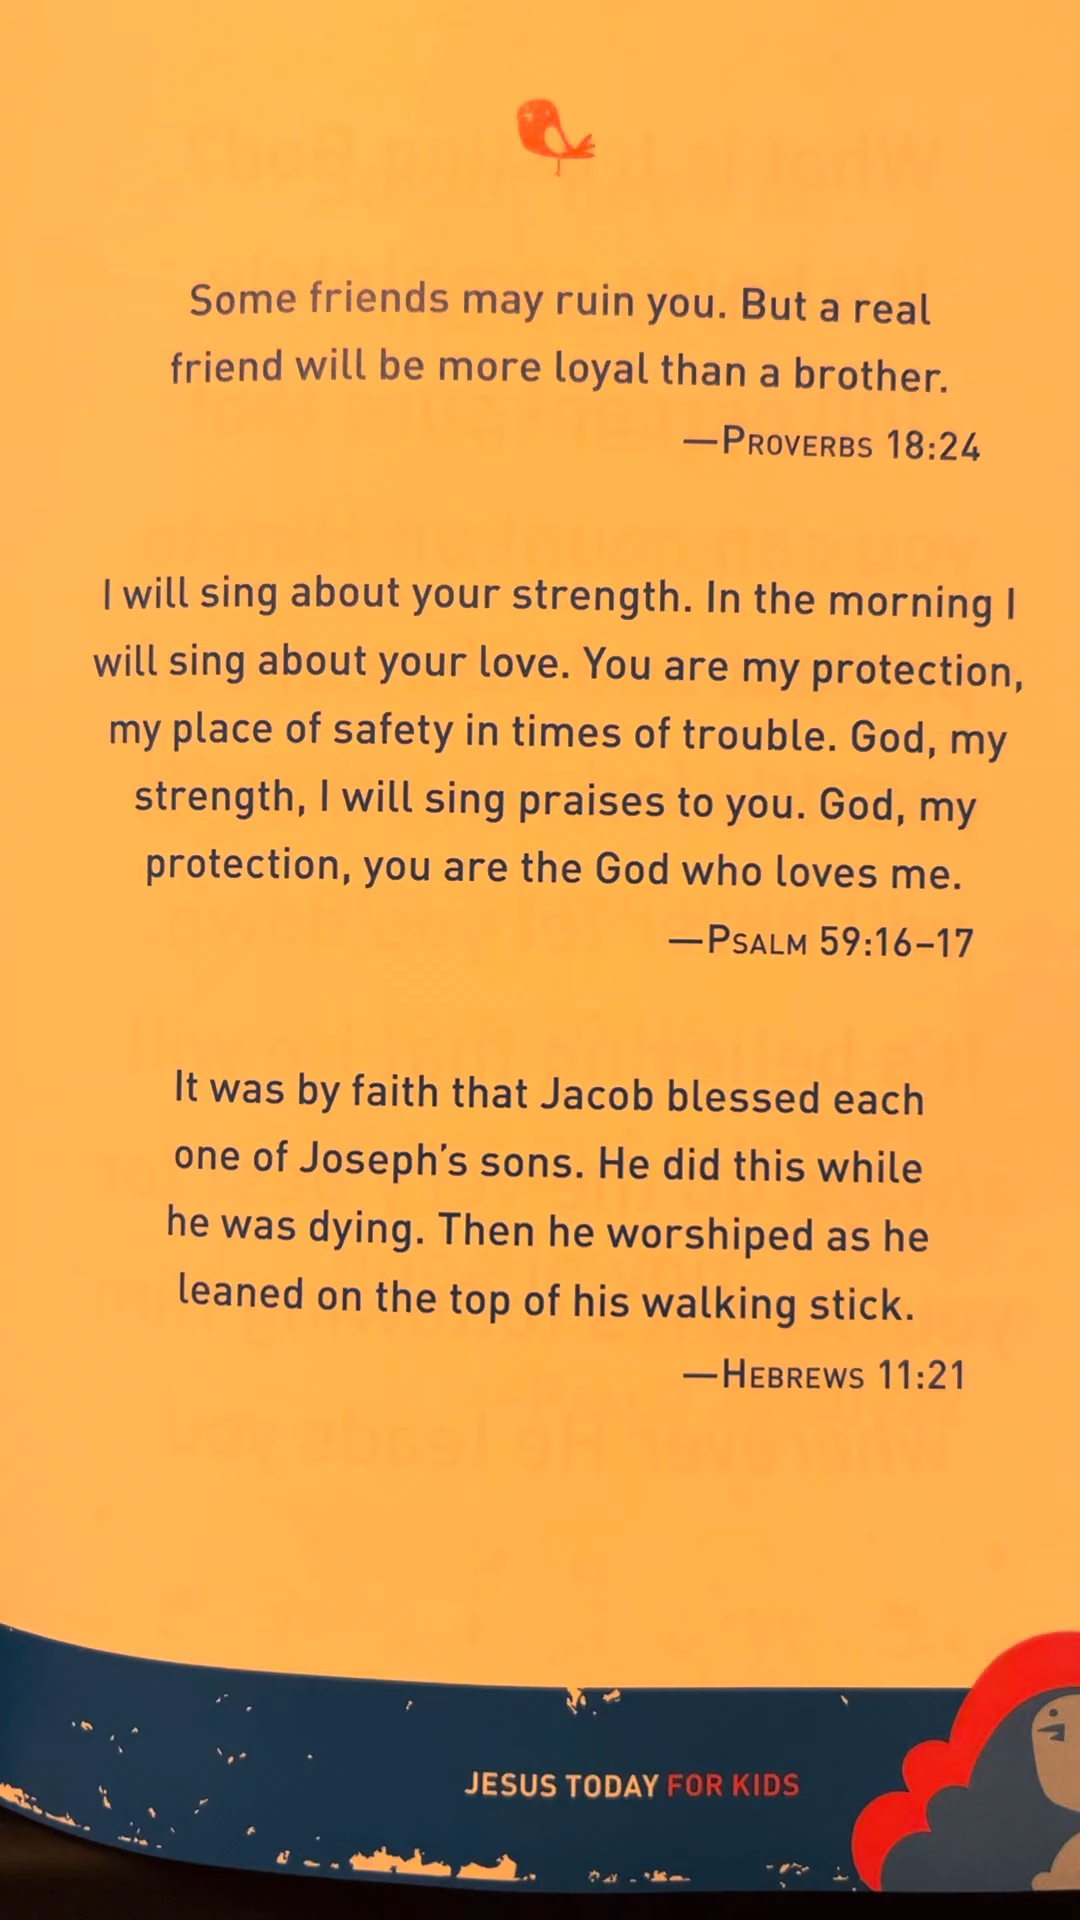 Some friends may ruin you. But a real
friend will be more loyal than a brother.
—PROVERBS 18:24
I will sing about your strength. In the morning I
will sing about your love. You are my protection,
my place of safety in times of trouble. God, my
strength, I will sing praises to you. God, my
protection, you are the God who loves me.
—PSALM 59:16–17
It was by faith that Jacob blessed each
one of Joseph's sons. He did this while
he was dying. Then he worshiped as he
leaned on the top of his walking stick.
—HEBREWS 11:21
JESUS TODAY FOR KIDS